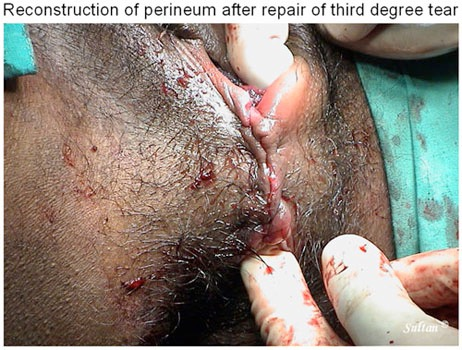 Reconstruction of perineum after repair of third degree tear
Sultan